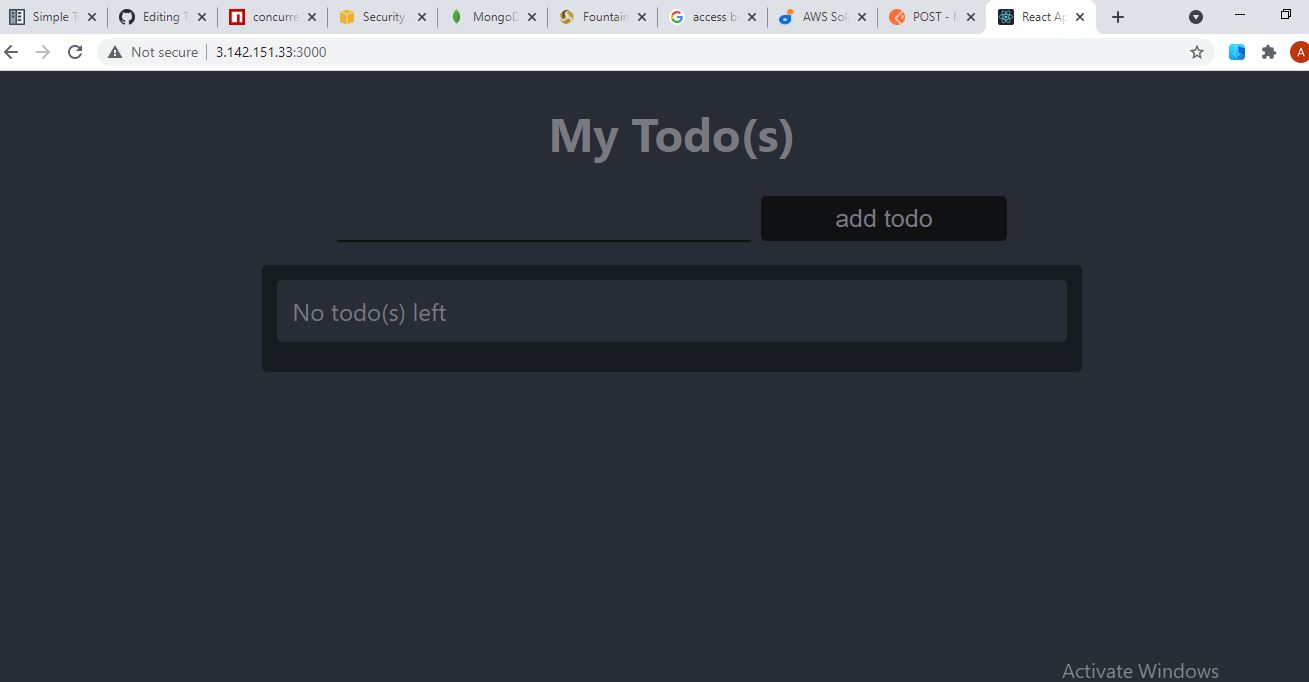 Simple T
Editing T
concurre
Security
MongoD
Fountain
access b
AWS Sol
POST -
React Ap
Not secure
3.142.151.33:3000
A
My Todo(s)
add todo
No todo(s) left
Activate Windows